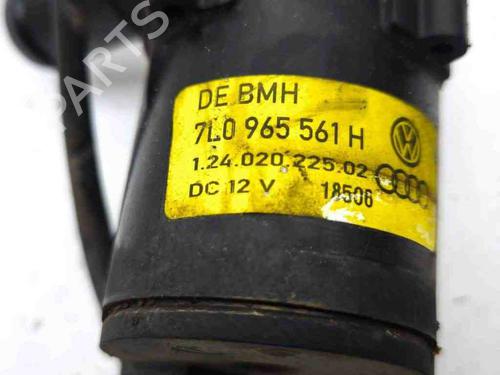 DE BMH
7L0 965 561 H
1.24.020.225.02
DC 12 V 18506